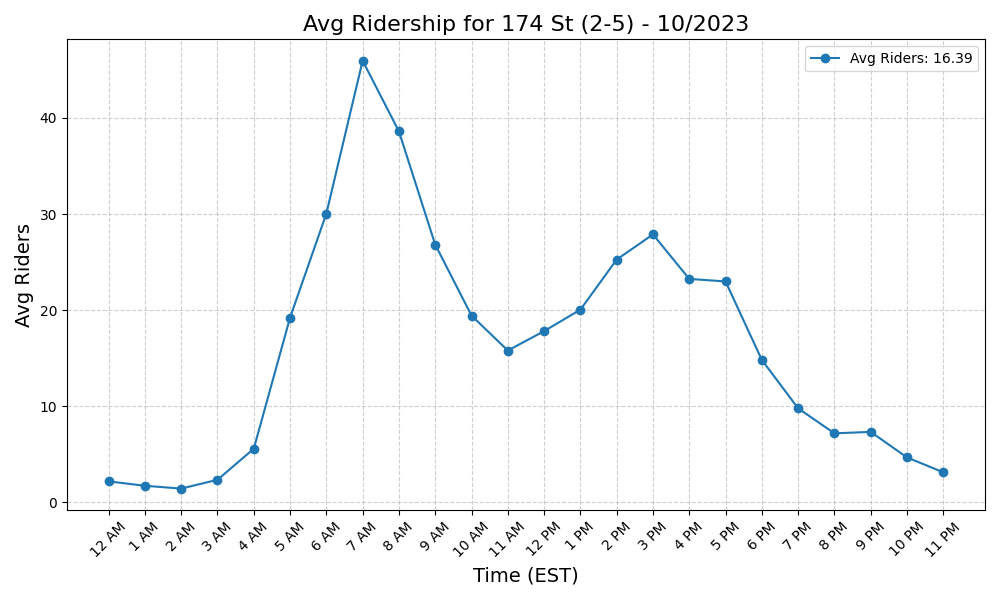 Avg Ridership for 174 St (2-5) - 10/2023
Avg Riders: 16.39
Avg Riders
40
30
20
10
0
12 AM
1 AM
2 AM
3 AM
4 AM
5 AM
6 AM
7 AM
8 AM
9 AM
10 AM
11 AM
12 PM
1 PM
2 PM
3 PM
4 PM
5 PM
6 PM
7 PM
8 PM
9 PM
10 PM
11 PM
Time (EST)